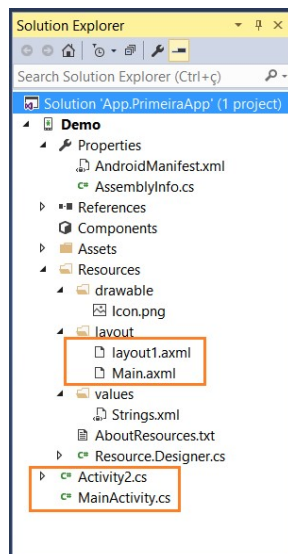 Solution Explorer
Search Solution Explorer (Ctrl+ç)
Solution 'App.PrimeiraApp' (1 project)
Demo
Properties
AndroidManifest.xml
C# AssemblyInfo.cs
References
Components
Assets
Resources
drawable
Icon.png
layout
layout1.axml
Main.axml
values
Strings.xml
AboutResources.txt
C# Resource.Designer.cs
C# Activity2.cs
C# MainActivity.cs